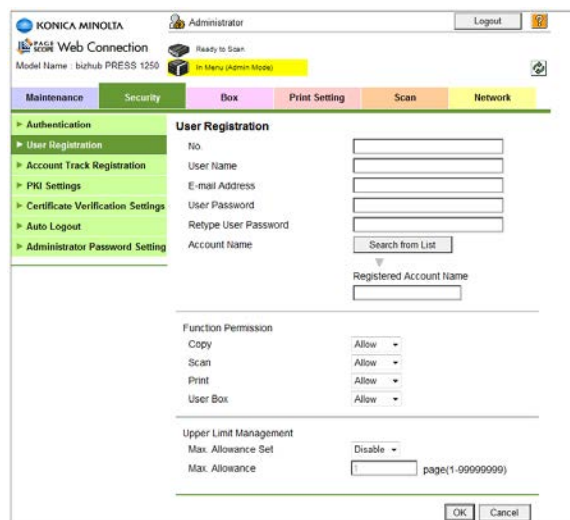 KONICA MINOLTA
Administrator
Logout
?
PAGE SCOPE Web Connection
Ready to Scan
Model Name : bizhub PRESS 1250
In Menu (Admin Mode)
Maintenance Security Box Print Setting Scan Network
Authentication
User Registration
Account Track Registration
PKI Settings
Certificate Verification Settings
Auto Logout
Administrator Password Setting
User Registration
No.
User Name
E-mail Address
User Password
Retype User Password
Account Name Search from List
Registered Account Name
Function Permission
Copy Allow
Scan Allow
Print Allow
User Box Allow
Upper Limit Management
Max. Allowance Set Disable
Max. Allowance 1 page(1-99999999)
OK Cancel